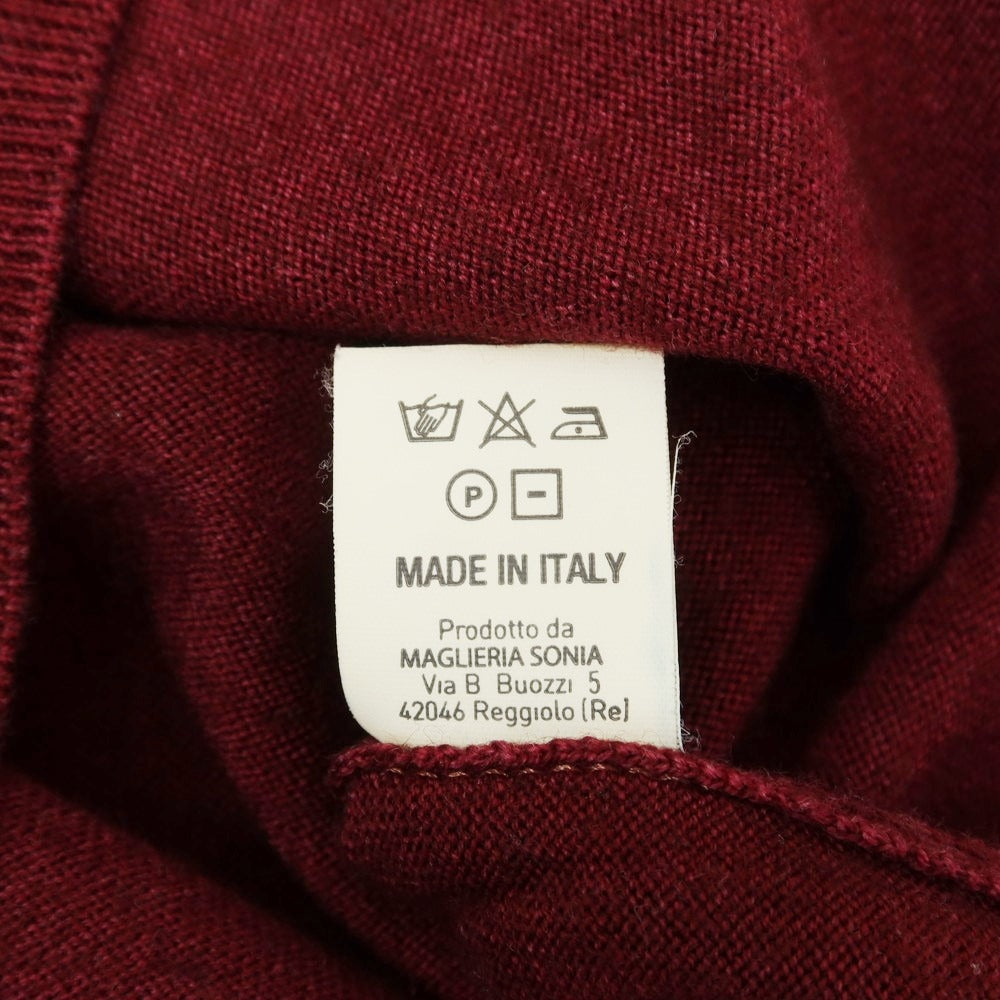 P
MADE IN ITALY
Prodotto da
MAGLIERIA SONIA
Via B Buozzi 5
42046 Reggiolo (Re)